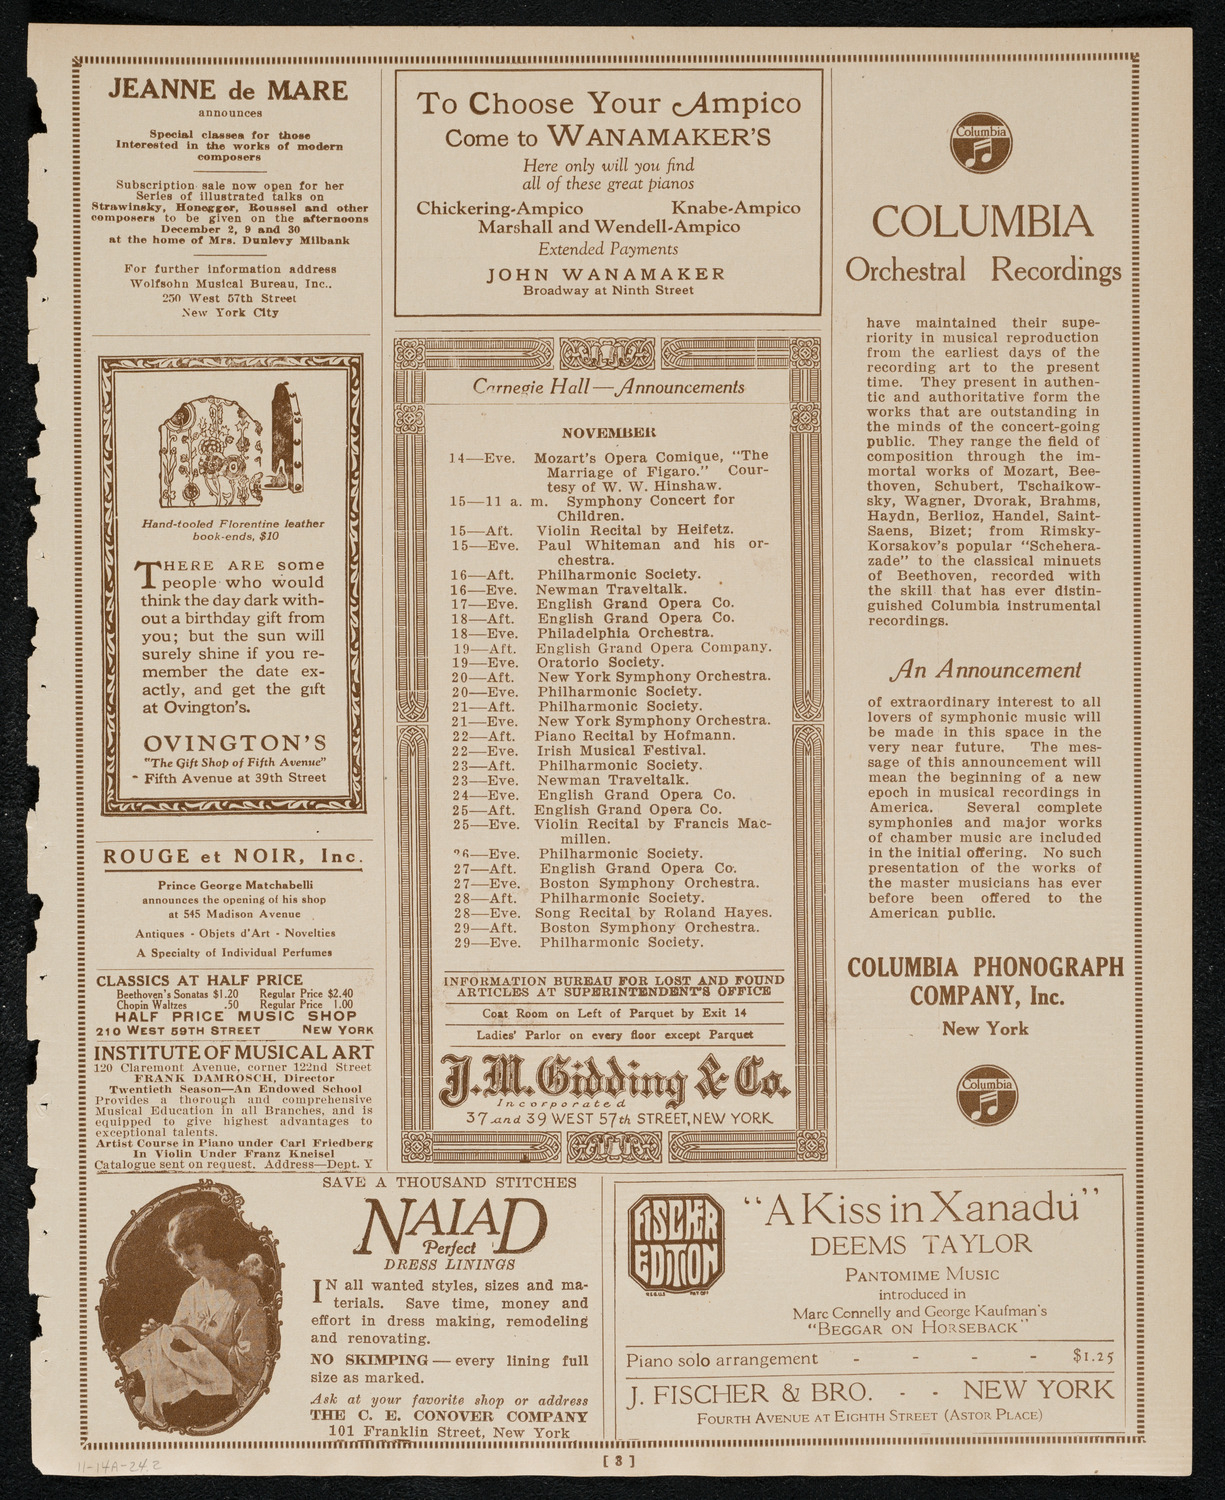 JEANNE de MARE
announces
Special classes for those
Interested in the works of modern
composers
Subscription sale now open for her
Series of illustrated talks on
Strawinsky, Honegger, Roussel and other
composers to be given on the afternoons
December 2, 9 and 30
at the home of Mrs. Dunlevy Milbank
For further information address
Wolfsohn Musical Bureau, Inc..
250 West 57th Street
New York City
Hand-tooled Florentine leather
book-ends, $10
THERE ARE some
people who would
think the day dark with-
out a birthday gift from
you; but the sun will
surely shine if you re-
member the date ex-
actly, and get the gift
at Ovington's.
OVINGTON'S
"The Gift Shop of Fifth Avenue"
Fifth Avenue at 39th Street
ROUGE et NOIR, Inc.
Prince George Matchabelli
announces the opening of his shop
at 545 Madison Avenue
Antiques - Objets d'Art - Novelties
A Specialty of Individual Perfumes
CLASSICS AT HALF PRICE
Beethoven's Sonatas $1.20 Regular Price $2.40
Chopin Waltzes .50 Regular Price 1.00
HALF PRICE MUSIC SHOP
210 WEST 59TH STREET NEW YORK
INSTITUTE OF MUSICAL ART
120 Claremont Avenue, corner 122nd Street
FRANK DAMROSCH, Director
Twentieth Season—An Endowed School
Provides a thorough and comprehensive
Musical Education in all Branches, and is
equipped to give highest advantages to
exceptional talents.
Artist Course in Piano under Carl Friedberg
In Violin Under Franz Kneisel
Catalogue sent on request. Address—Dept. Y
To Choose Your Ampico
Come to WANAMAKER'S
Here only will you find
all of these great pianos
Chickering-Ampico Knabe-Ampico
Marshall and Wendell-Ampico
Extended Payments
JOHN WANAMAKER
Broadway at Ninth Street
Carnegie Hall—Announcements
NOVEMBER
14—Eve. Mozart's Opera Comique, "The
Marriage of Figaro." Cour-
tesy of W. W. Hinshaw.
15—11 a. m. Symphony Concert for
Children.
15—Aft. Violin Recital by Heifetz.
15—Eve. Paul Whiteman and his or-
chestra.
16—Aft. Philharmonic Society.
16—Eve. Newman Traveltalk.
17—Eve. English Grand Opera Co.
18—Aft. English Grand Opera Co.
18—Eve. Philadelphia Orchestra.
19—Aft. English Grand Opera Company.
19—Eve. Oratorio Society.
20—Aft. New York Symphony Orchestra.
20—Eve. Philharmonic Society.
21—Aft. Philharmonic Society.
21—Eve. New York Symphony Orchestra.
22—Aft. Piano Recital by Hofmann.
22—Eve. Irish Musical Festival.
23—Aft. Philharmonic Society.
23—Eve. Newman Traveltalk.
24—Eve. English Grand Opera Co.
25—Aft. English Grand Opera Co.
25—Eve. Violin Recital by Francis Mac-
millen.
26—Eve. Philharmonic Society.
27—Aft. English Grand Opera Co.
27—Eve. Boston Symphony Orchestra.
28—Aft. Philharmonic Society.
28—Eve. Song Recital by Roland Hayes.
29—Aft. Boston Symphony Orchestra.
29—Eve. Philharmonic Society.
INFORMATION BUREAU FOR LOST AND FOUND
ARTICLES AT SUPERINTENDENT'S OFFICE
Coat Room on Left of Parquet by Exit 14
Ladies' Parlor on every floor except Parquet
J. M. Gidding & Co.
Incorporated
37 and 39 WEST 57th STREET, NEW YORK
Columbia
COLUMBIA
Orchestral Recordings
have maintained their supe-
riority in musical reproduction
from the earliest days of the
recording art to the present
time. They present in authen-
tic and authoritative form the
works that are outstanding in
the minds of the concert-going
public. They range the field of
composition through the im-
mortal works of Mozart, Bee-
thoven, Schubert, Tschaikow-
sky, Wagner, Dvorak, Brahms,
Haydn, Berlioz, Handel, Saint-
Saens, Bizet; from Rimsky-
Korsakov's popular "Schehera-
zade" to the classical minuets
of Beethoven, recorded with
the skill that has ever distin-
guished Columbia instrumental
recordings.
An Announcement
of extraordinary interest to all
lovers of symphonic music will
be made in this space in the
very near future. The mes-
sage of this announcement will
mean the beginning of a new
epoch in musical recordings in
America. Several complete
symphonies and major works
of chamber music are included
in the initial offering. No such
presentation of the works of
the master musicians has ever
before been offered to the
American public.
COLUMBIA PHONOGRAPH
COMPANY, Inc.
New York
Columbia
SAVE A THOUSAND STITCHES
NAIAD
Perfect
DRESS LININGS
IN all wanted styles, sizes and ma-
terials. Save time, money and
effort in dress making, remodeling
and renovating.
NO SKIMPING—every lining full
size as marked.
Ask at your favorite shop or address
THE C. E. CONOVER COMPANY
101 Franklin Street, New York
FISCHER
EDITION
"A Kiss in Xanadu"
DEEMS TAYLOR
PANTOMIME MUSIC
introduced in
Marc Connelly and George Kaufman's
"BEGGAR ON HORSEBACK"
Piano solo arrangement - - - - $1.25
J. FISCHER & BRO. - - NEW YORK
FOURTH AVENUE AT EIGHTH STREET (ASTOR PLACE)
[ 3 ]
11-14A-24.2